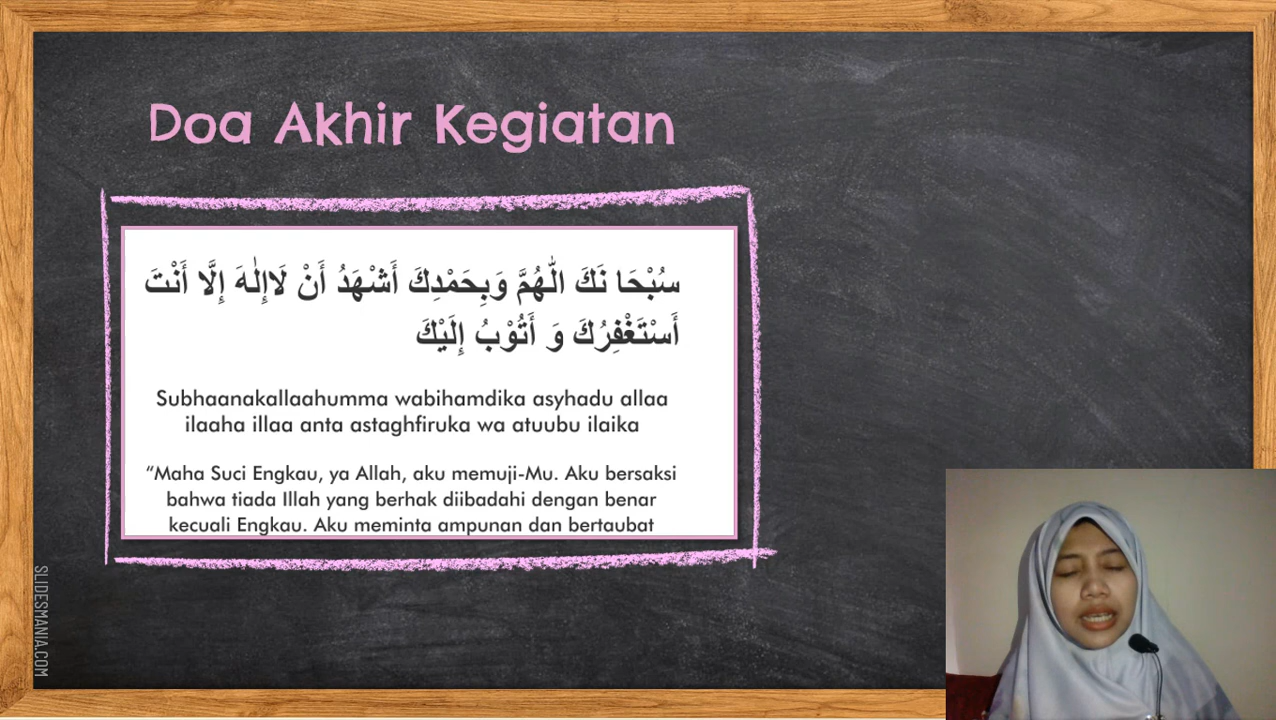 Doa Akhir Kegiatan
سُبْحَا نَكَ اللّٰهُمَّ وَبِحَمْدِكَ أَشْهَدُ أَنْ لَاإِلٰهَ إِلَّا أَنْتَ
أَسْتَغْفِرُكَ وَ أَتُوْبُ إِلَيْكَ
Subhaanakallaahumma wabihamdika asyhadu allaa
ilaaha illaa anta astaghfiruka wa atuubu ilaika
“Maha Suci Engkau, ya Allah, aku memuji-Mu. Aku bersaksi
bahwa tiada Illah yang berhak diibadahi dengan benar
kecuali Engkau. Aku meminta ampunan dan bertaubat
SLIDESMANIA.COM